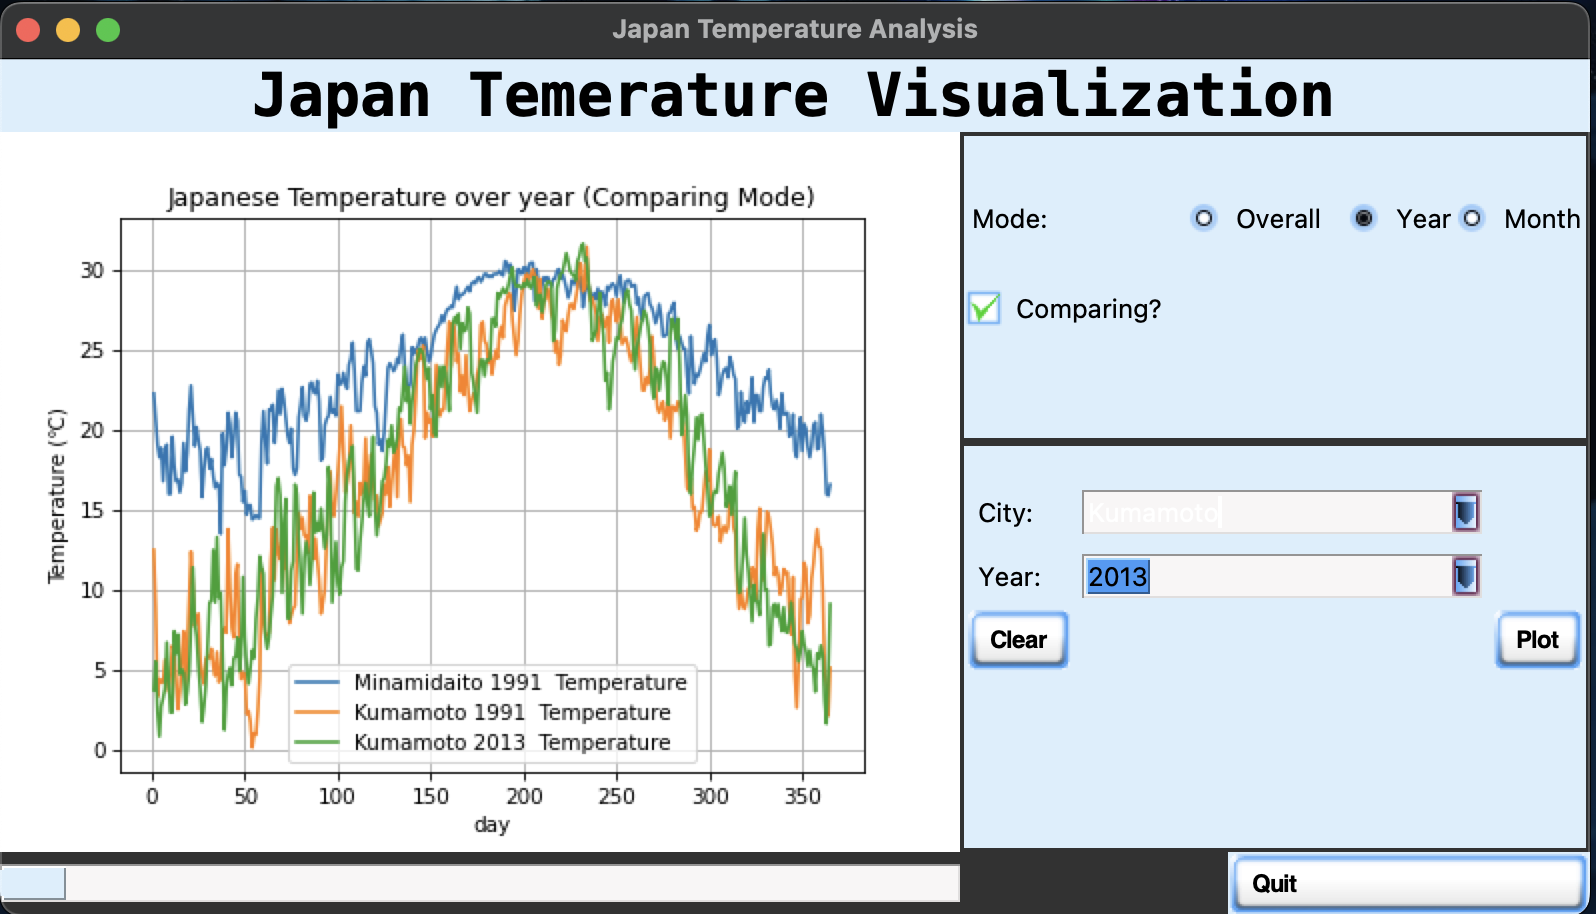 Japan Temperature Analysis
Japan Temerature Visualization
Japanese Temperature over year (Comparing Mode)
Temperature (℃)
30
25
20
15
10
5
0
Minamidaito 1991 Temperature
Kumamoto 1991 Temperature
Kumamoto 2013 Temperature
0 50 100 150 200 250 300 350
day
Mode: Overall Year Month
Comparing?
City: Kumamoto
Year: 2013
Clear Plot
Quit